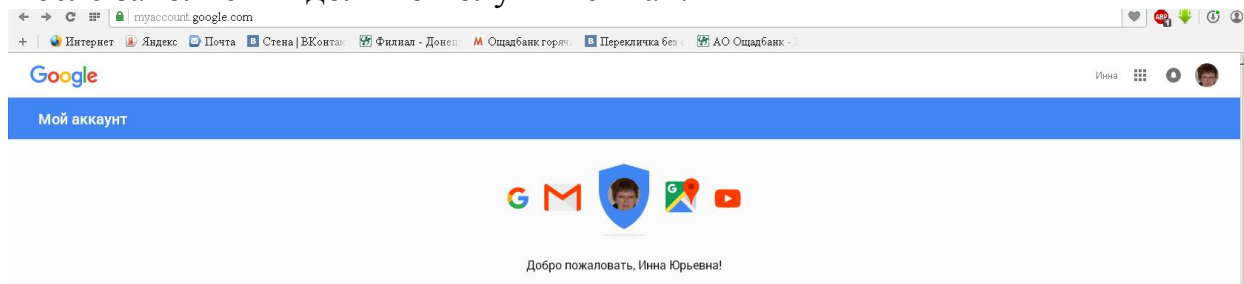 myaccount.google.com
ABP
Интернет Яндекс Почта Стена | ВКонтак Филиал - Донец Ощадбанк горяч Перекличка без АО Ощадбанк -
Google Инна
Мой аккаунт
Добро пожаловать, Инна Юрьевна!